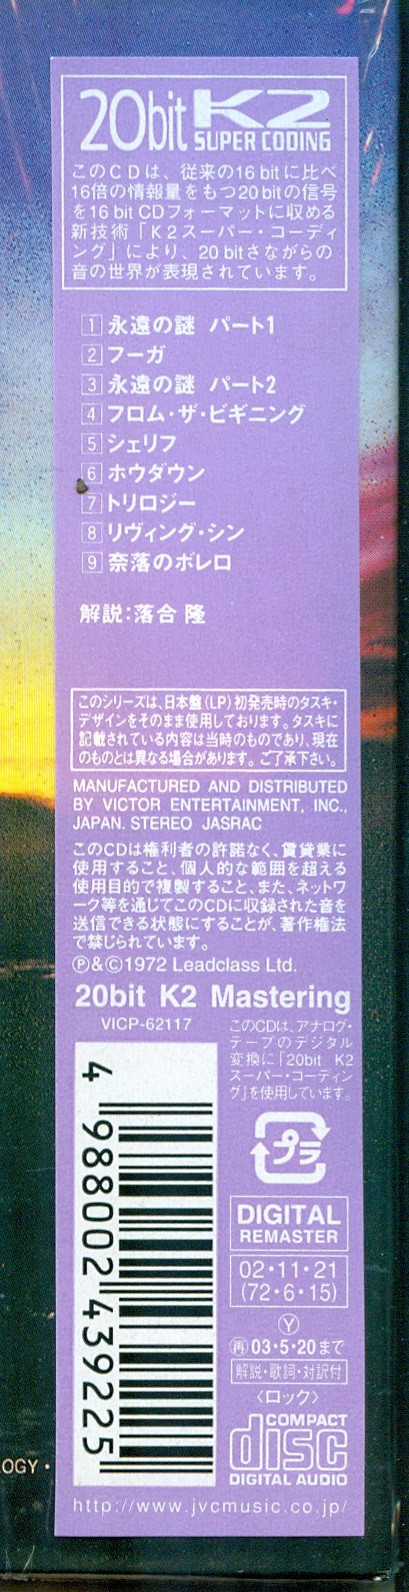 20bit K2
SUPER CODING
このCDは、従来の16 bitに比べ
16倍の情報量をもつ20 bitの信号
を16 bit CDフォーマットに収める
新技術「K2スーパー・コーディ
ング」により、20 bitさながらの
音の世界が表現されています。
1 永遠の謎 パート1
2 フーガ
3 永遠の謎 パート2
4 フロム・ザ・ビギニング
5 シェリフ
6 ホウダウン
7 トリロジー
8 リヴィング・シン
9 奈落のボレロ
解説:落合 隆
このシリーズは、日本盤(LP)初発売時のタスキ・
デザインをそのまま使用しております。タスキに
記載されている内容は当時のものであり、現在
のものとは異なる場合があります。ご了承下さい。
MANUFACTURED AND DISTRIBUTED
BY VICTOR ENTERTAINMENT, INC.,
JAPAN. STEREO JASRAC
このCDは権利者の許諾なく、賃貸業に
使用すること、個人的な範囲を超える
使用目的で複製すること、また、ネットワ
ーク等を通じてこのCDに収録された音を
送信できる状態にすることが、著作権法
で禁じられています。
Ⓟ&©1972 Leadclass Ltd.
20bit K2 Mastering
VICP-62117
このCDは、アナログ・
テープのデジタル
変換に「20bit K2
スーパー・コーディン
グ」を使用しています。
4 988002 439225
プラ
DIGITAL
REMASTER
02・11・21
(72・6・15)
Ⓨ
再 03・5・20まで
解説・歌詞・対訳付
〈ロック〉
COMPACT
disc
DIGITAL AUDIO
http://www.jvcmusic.co.jp/
OGY・